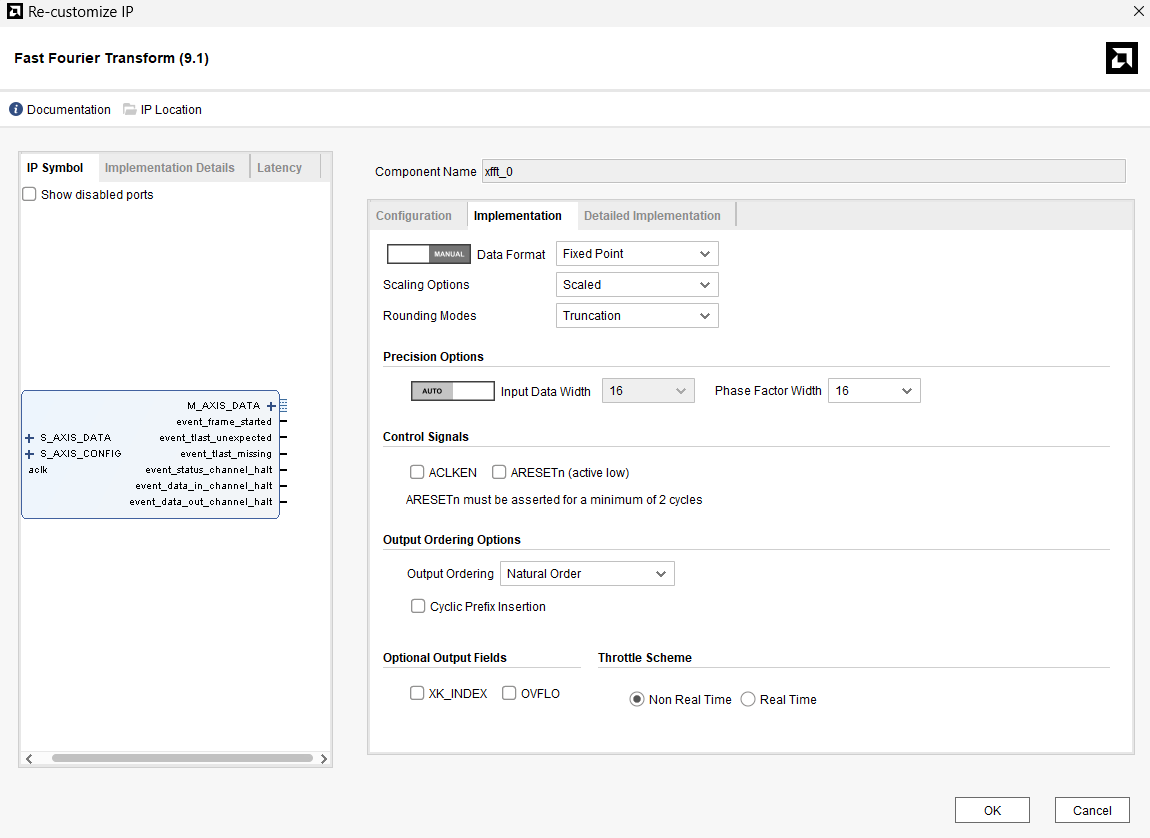 Re-customize IP
Fast Fourier Transform (9.1)
Documentation IP Location
IP Symbol Implementation Details Latency
Show disabled ports
M_AXIS_DATA
event_frame_started
S_AXIS_DATA event_tlast_unexpected
S_AXIS_CONFIG event_tlast_missing
aclk event_status_channel_halt
event_data_in_channel_halt
event_data_out_channel_halt
Component Name xfft_0
Configuration Implementation Detailed Implementation
MANUAL Data Format Fixed Point
Scaling Options Scaled
Rounding Modes Truncation
Precision Options
AUTO Input Data Width 16 Phase Factor Width 16
Control Signals
ACLKEN ARESETn (active low)
ARESETn must be asserted for a minimum of 2 cycles
Output Ordering Options
Output Ordering Natural Order
Cyclic Prefix Insertion
Optional Output Fields Throttle Scheme
XK_INDEX OVFLO Non Real Time Real Time
OK Cancel